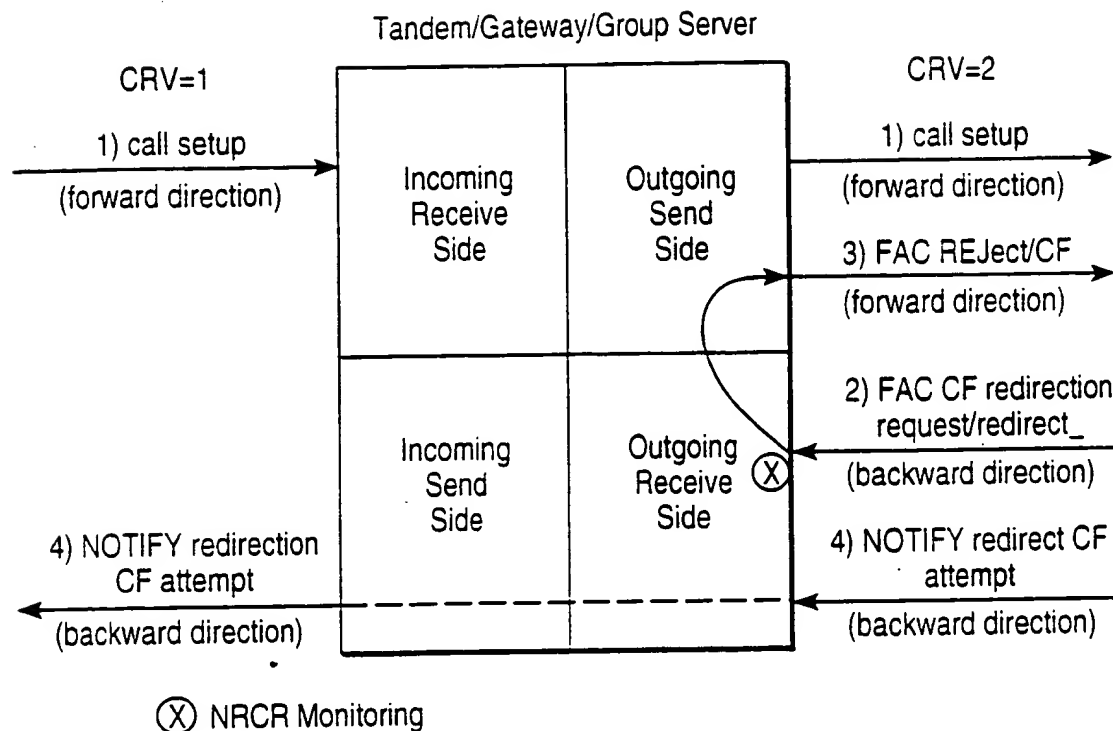 Tandem/Gateway/Group Server
CRV=1
CRV=2
1) call setup
(forward direction)
1) call setup
(forward direction)
Incoming
Receive
Side
Outgoing
Send
Side
3) FAC REJect/CF
(forward direction)
2) FAC CF redirection
request/redirect_
(backward direction)
Incoming
Send
Side
Outgoing
Receive
Side
X
4) NOTIFY redirection
CF attempt
(backward direction)
4) NOTIFY redirect CF
attempt
(backward direction)
X NRCR Monitoring